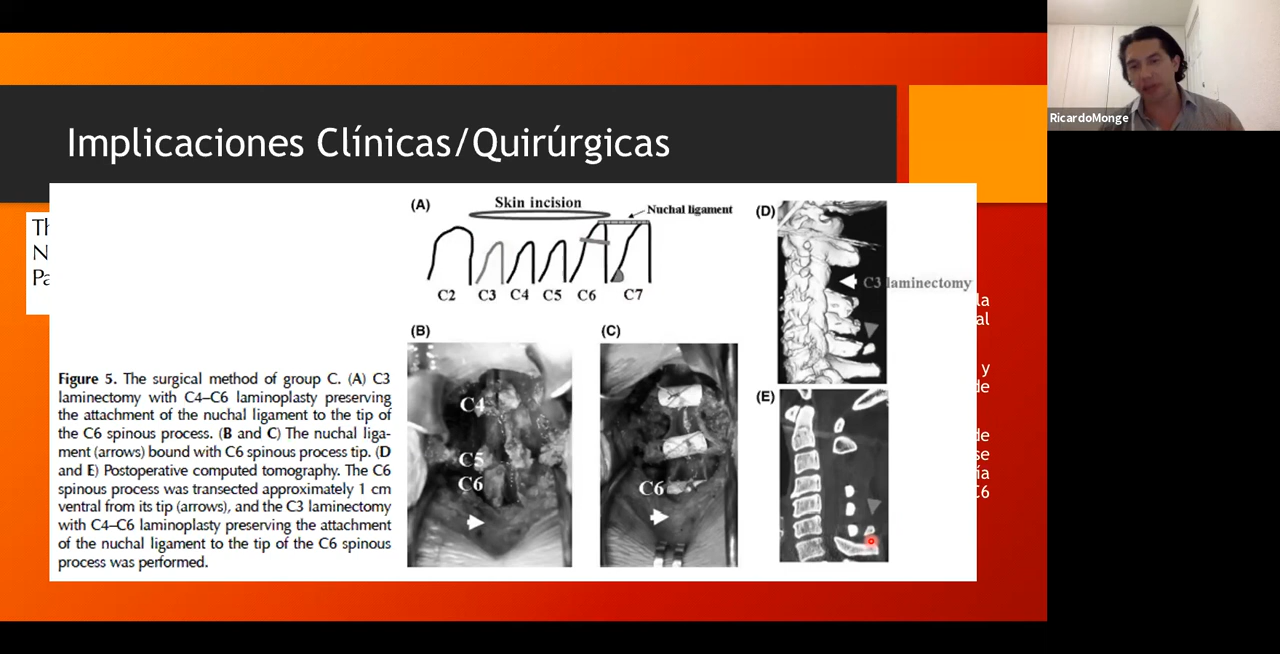 RicardoMonge
Implicaciones Clínicas/Quirúrgicas
(A)
Skin incision
Nuchal ligament
C2 C3 C4 C5 C6 C7
(B)
C4
C5
C6
(C)
C6
(D)
C3 laminectomy
(E)
Figure 5. The surgical method of group C. (A) C3
laminectomy with C4–C6 laminoplasty preserving
the attachment of the nuchal ligament to the tip of
the C6 spinous process. (B and C) The nuchal liga-
ment (arrows) bound with C6 spinous process tip. (D
and E) Postoperative computed tomography. The C6
spinous process was transected approximately 1 cm
ventral from its tip (arrows), and the C3 laminectomy
with C4–C6 laminoplasty preserving the attachment
of the nuchal ligament to the tip of the C6 spinous
process was performed.
la
y